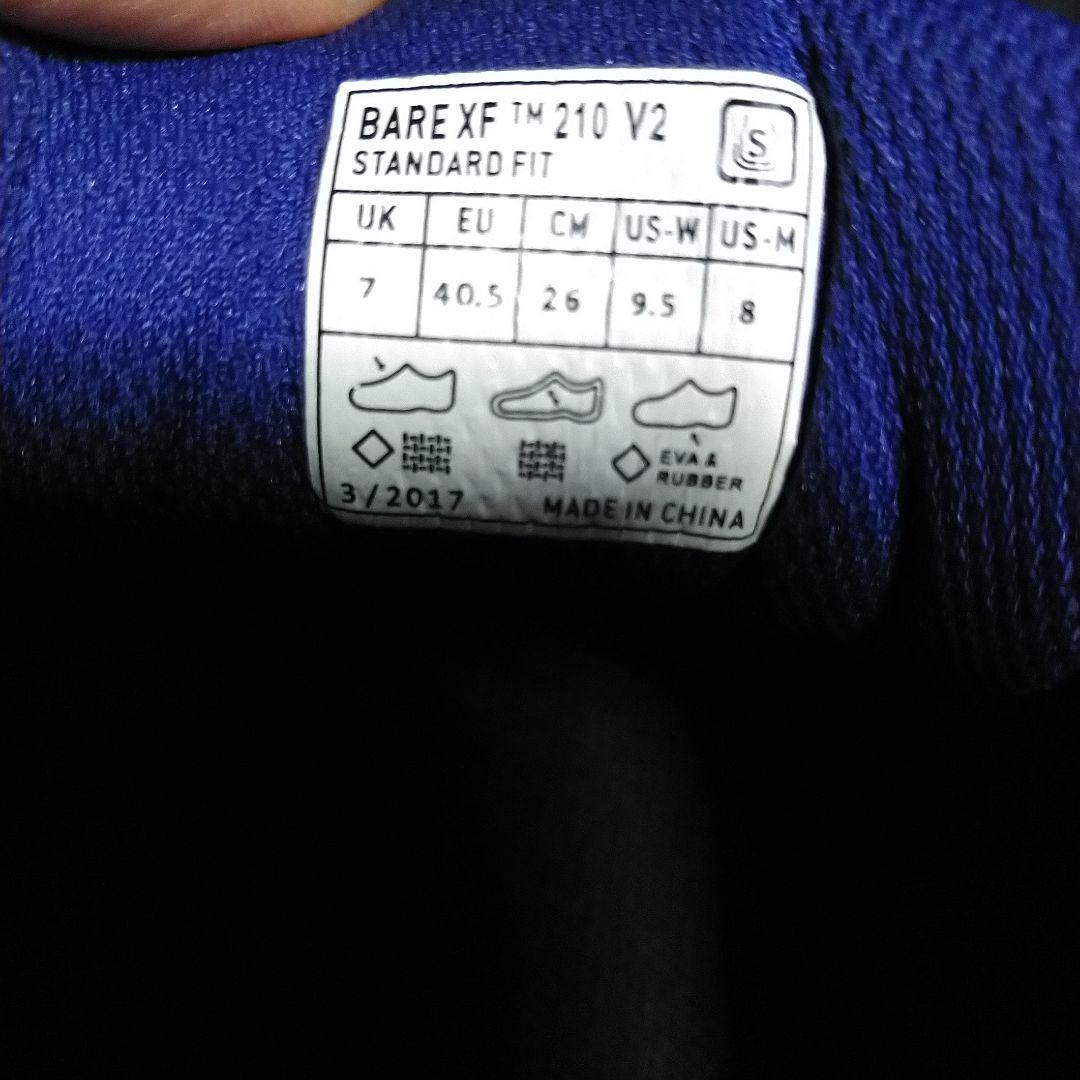 BARE XF ™ 210 V2
S
STANDARD FIT
UK EU CM US-W US-M
7 40.5 26 9.5 8
EVA &
RUBBER
3/2017 MADE IN CHINA